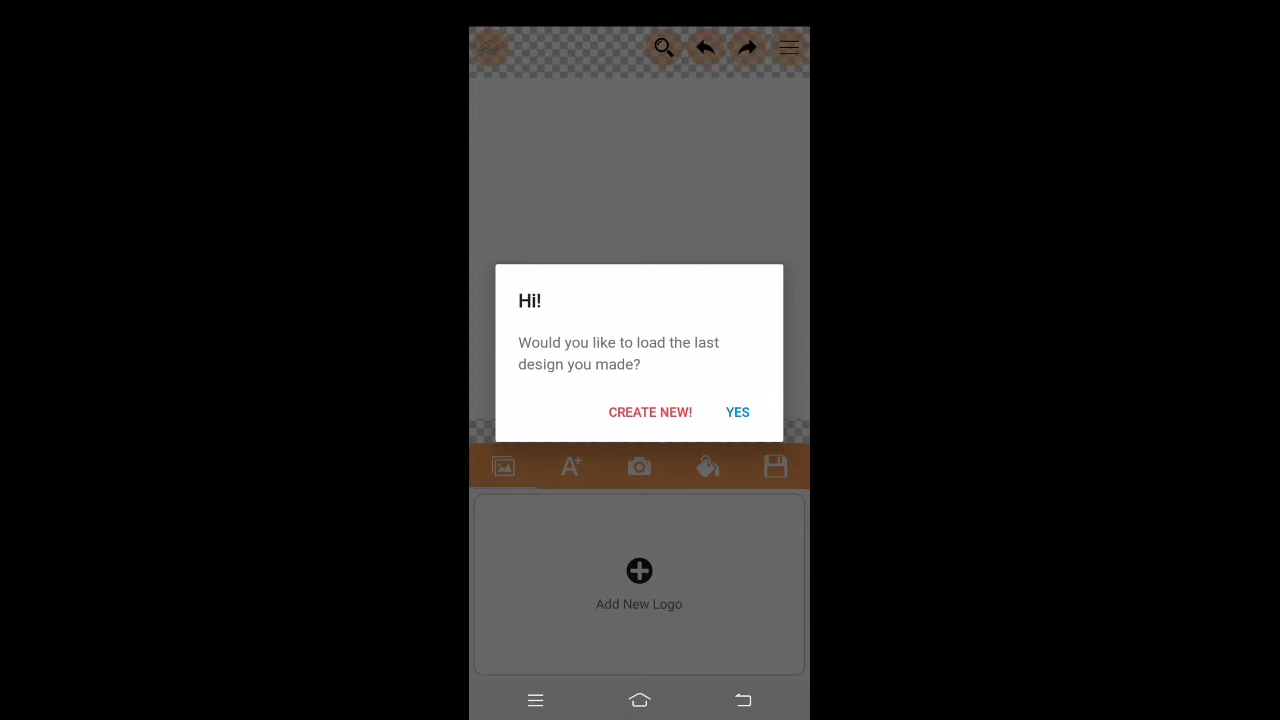 Hi!
Would you like to load the last
design you made?
CREATE NEW! YES
A+
Add New Logo